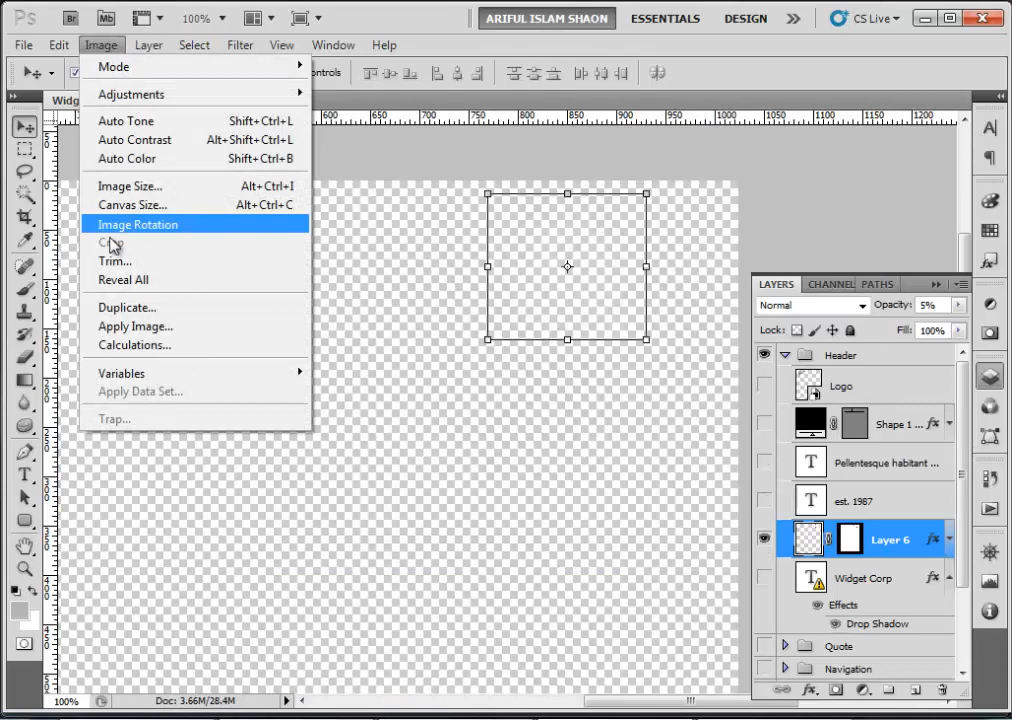 Ps Br Mb 100% ARIFUL ISLAM SHAON ESSENTIALS DESIGN CS Live
File Edit Image Layer Select Filter View Window Help
Mode
Adjustments
Auto Tone Shift+Ctrl+L
Auto Contrast Alt+Shift+Ctrl+L
Auto Color Shift+Ctrl+B
Image Size... Alt+Ctrl+I
Canvas Size... Alt+Ctrl+C
Image Rotation
Crop
Trim...
Reveal All
Duplicate...
Apply Image...
Calculations...
Variables
Apply Data Set...
Trap...
ontrols
Widg
600 650 700 750 800 850 900 1050 1100 1150 1200
LAYERS CHANNEL PATHS
Normal Opacity: 5%
Lock: Fill: 100%
Header
Logo
Shape 1 ... fx
T Pellentesque habitant ...
T est. 1987
Layer 6 fx
T Widget Corp fx
Effects
Drop Shadow
Quote
Navigation
100% Doc: 3.66M/28.4M